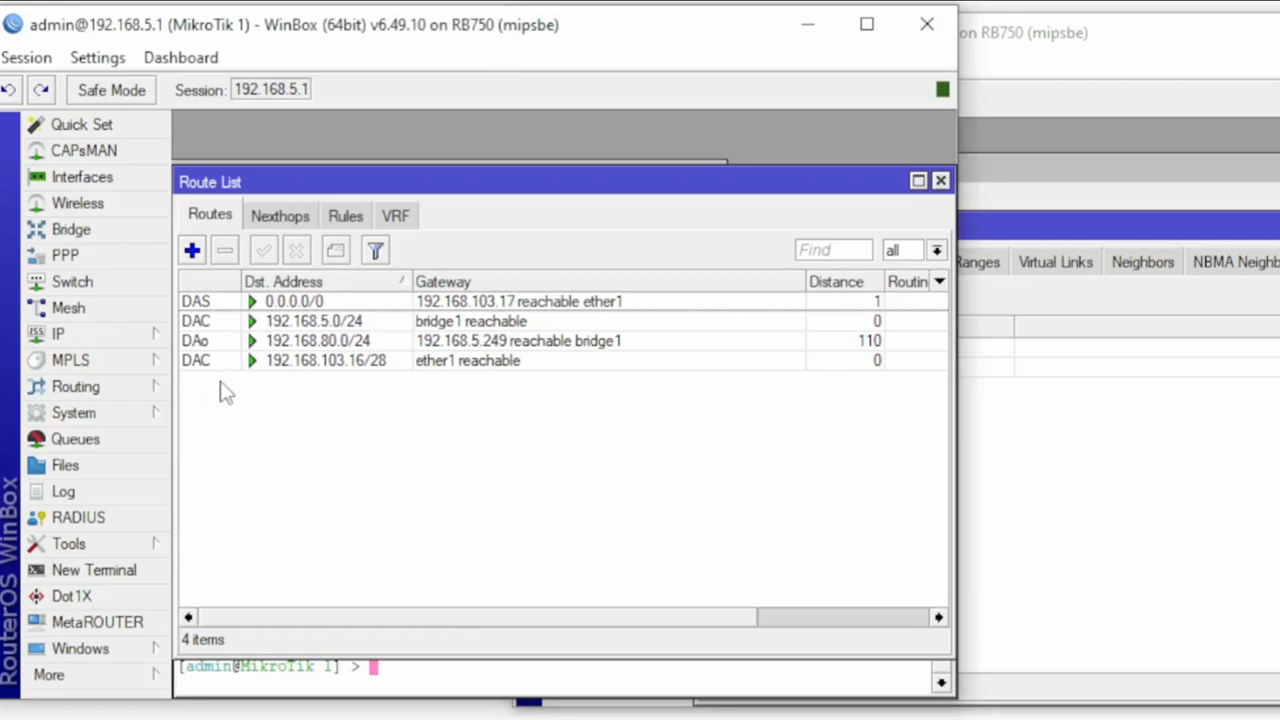 admin@192.168.5.1 (MikroTik 1) - WinBox (64bit) v6.49.10 on RB750 (mipsbe)
on RB750 (mipsbe)
Session Settings Dashboard
Safe Mode Session: 192.168.5.1
Quick Set
CAPsMAN
Interfaces
Wireless
Bridge
PPP
Switch
Mesh
IP
MPLS
Routing
System
Queues
Files
Log
RADIUS
Tools
New Terminal
Dot1X
MetaROUTER
Windows
More
RouterOS WinBox
Route List
Routes Nexthops Rules VRF
Find all
Dst. Address Gateway Distance Routin
DAS 0.0.0.0/0 192.168.103.17 reachable ether1 1
DAC 192.168.5.0/24 bridge1 reachable 0
DAo 192.168.80.0/24 192.168.5.249 reachable bridge1 110
DAC 192.168.103.16/28 ether1 reachable 0
4 items
[admin@MikroTik 1] >
Ranges Virtual Links Neighbors NBMA Neighb